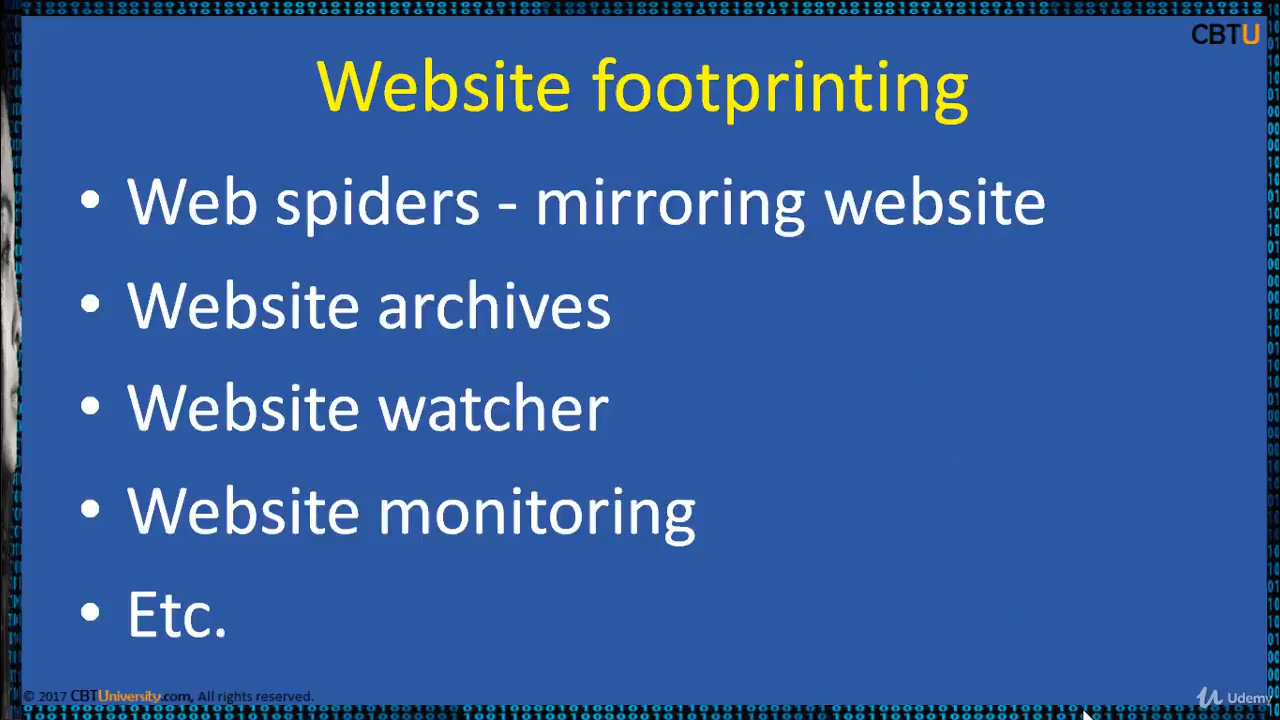 CBTU
Website footprinting
• Web spiders - mirroring website
• Website archives
• Website watcher
• Website monitoring
• Etc.
© 2017 CBTUniversity.com, All rights reserved.
Udemy